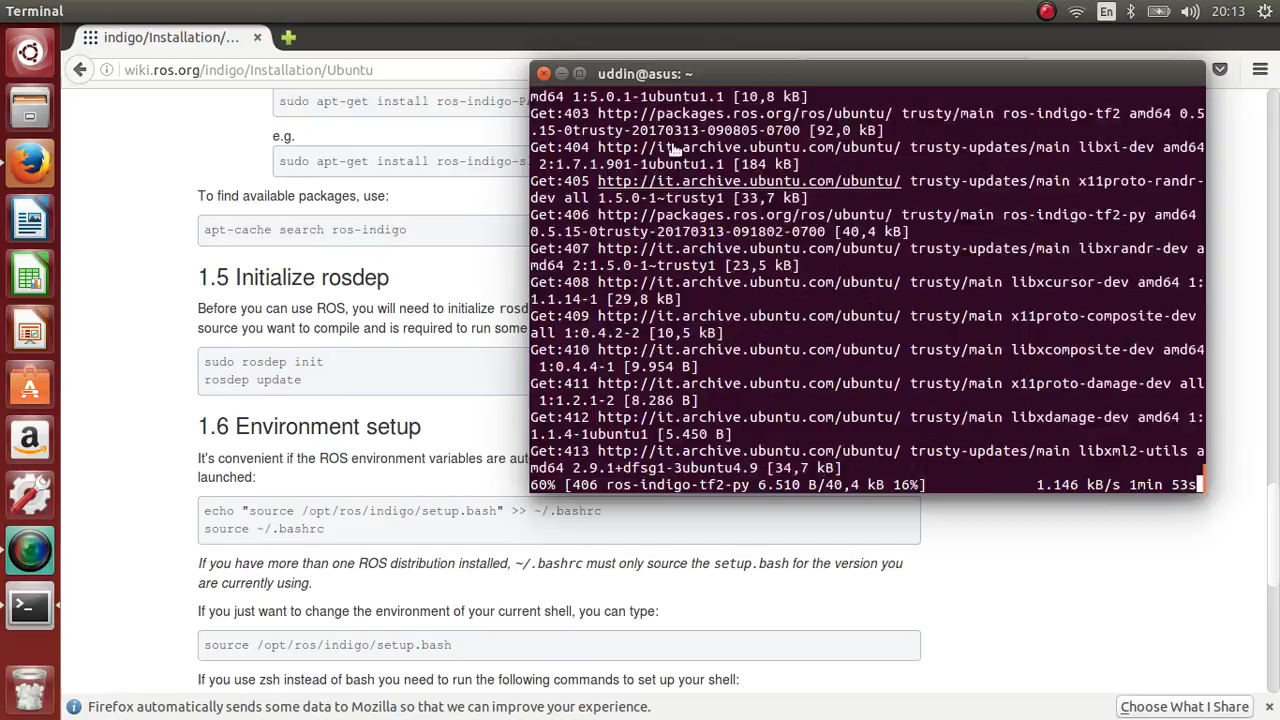 Terminal
En
20:13
indigo/Installation/...
wiki.ros.org/indigo/Installation/Ubuntu
sudo apt-get install ros-indigo-
e.g.
sudo apt-get install ros-indigo-s
To find available packages, use:
apt-cache search ros-indigo
1.5 Initialize rosdep
Before you can use ROS, you will need to initialize rosd
source you want to compile and is required to run some
sudo rosdep init
rosdep update
1.6 Environment setup
It's convenient if the ROS environment variables are aut
launched:
echo "source /opt/ros/indigo/setup.bash" >> ~/.bashrc
source ~/.bashrc
If you have more than one ROS distribution installed, ~/.bashrc must only source the setup.bash for the version you
are currently using.
If you just want to change the environment of your current shell, you can type:
source /opt/ros/indigo/setup.bash
If you use zsh instead of bash you need to run the following commands to set up your shell:
uddin@asus: ~
md64 1:5.0.1-1ubuntu1.1 [10,8 kB]
Get:403 http://packages.ros.org/ros/ubuntu/ trusty/main ros-indigo-tf2 amd64 0.5
.15-0trusty-20170313-090805-0700 [92,0 kB]
Get:404 http://it.archive.ubuntu.com/ubuntu/ trusty-updates/main libxi-dev amd64
2:1.7.1.901-1ubuntu1.1 [184 kB]
Get:405 http://it.archive.ubuntu.com/ubuntu/ trusty-updates/main x11proto-randr-
dev all 1.5.0-1~trusty1 [33,7 kB]
Get:406 http://packages.ros.org/ros/ubuntu/ trusty/main ros-indigo-tf2-py amd64
0.5.15-0trusty-20170313-091802-0700 [40,4 kB]
Get:407 http://it.archive.ubuntu.com/ubuntu/ trusty-updates/main libxrandr-dev a
md64 2:1.5.0-1~trusty1 [23,5 kB]
Get:408 http://it.archive.ubuntu.com/ubuntu/ trusty/main libxcursor-dev amd64 1:
1.1.14-1 [29,8 kB]
Get:409 http://it.archive.ubuntu.com/ubuntu/ trusty/main x11proto-composite-dev
all 1:0.4.2-2 [10,5 kB]
Get:410 http://it.archive.ubuntu.com/ubuntu/ trusty/main libxcomposite-dev amd64
1:0.4.4-1 [9.954 B]
Get:411 http://it.archive.ubuntu.com/ubuntu/ trusty/main x11proto-damage-dev all
1:1.2.1-2 [8.286 B]
Get:412 http://it.archive.ubuntu.com/ubuntu/ trusty/main libxdamage-dev amd64 1:
1.1.4-1ubuntu1 [5.450 B]
Get:413 http://it.archive.ubuntu.com/ubuntu/ trusty-updates/main libxml2-utils a
md64 2.9.1+dfsg1-3ubuntu4.9 [34,7 kB]
60% [406 ros-indigo-tf2-py 6.510 B/40,4 kB 16%] 1.146 kB/s 1min 53s
Firefox automatically sends some data to Mozilla so that we can improve your experience.
Choose What I Share